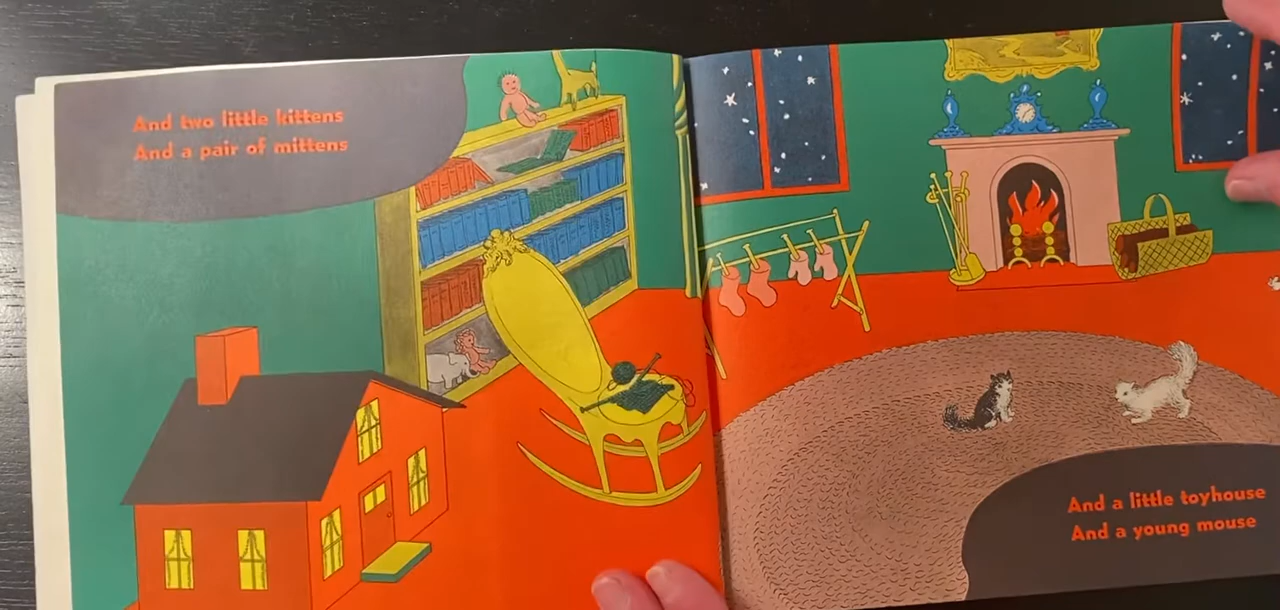 And two little kittens
And a pair of mittens
And a little toyhouse
And a young mouse